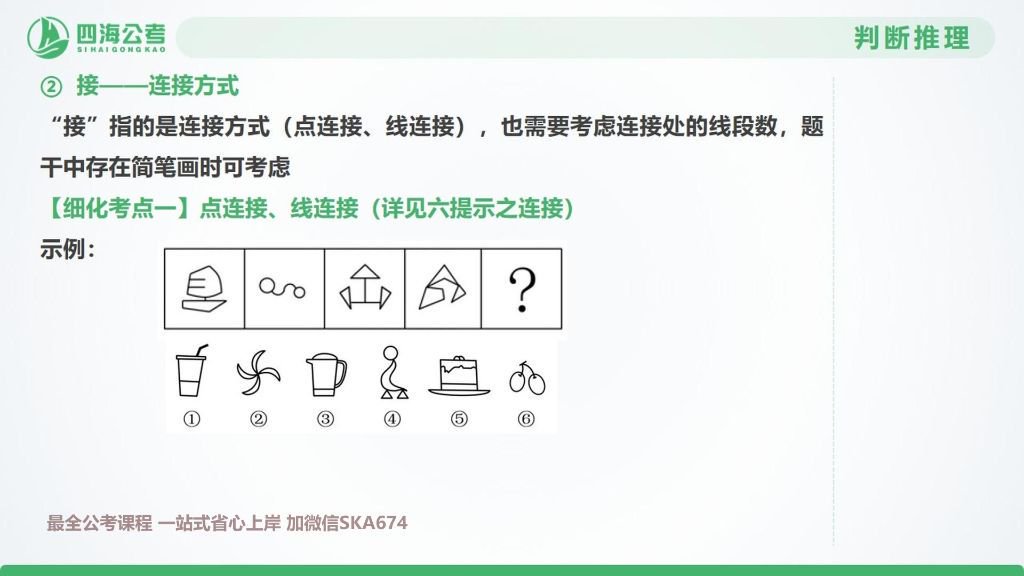 四海公考
SIHAIGONGKAO
判断推理
② 接——连接方式
“接”指的是连接方式（点连接、线连接），也需要考虑连接处的线段数，题
干中存在简笔画时可考虑
【细化考点一】点连接、线连接（详见六提示之连接）
示例：
?
① ② ③ ④ ⑤ ⑥
最全公考课程 一站式省心上岸 加微信SKA674